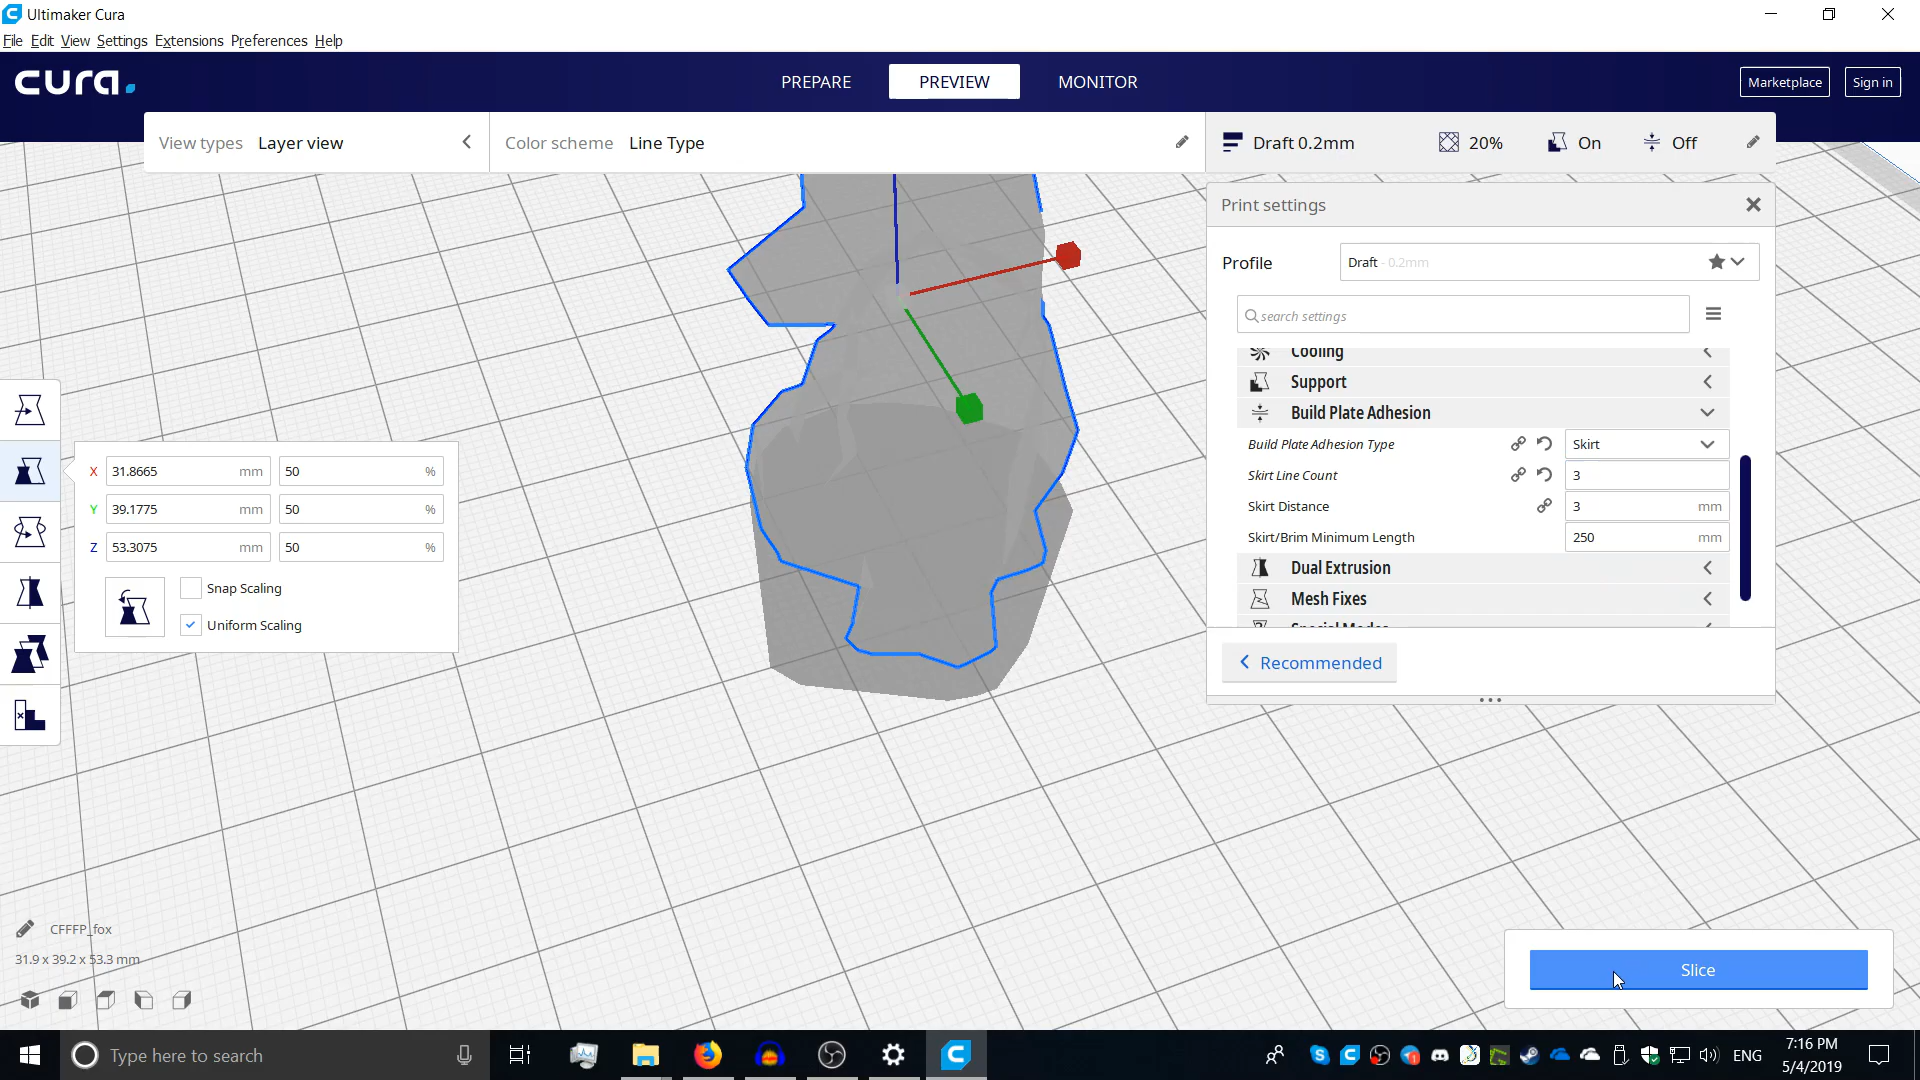 Ultimaker Cura
File Edit View Settings Extensions Preferences Help
cura.
PREPARE
PREVIEW
MONITOR
Marketplace
Sign in
View types Layer view
Color scheme Line Type
Draft 0.2mm
20%
On
Off
Print settings
Profile
Draft - 0.2mm
search settings
Cooling
Support
Build Plate Adhesion
Build Plate Adhesion Type Skirt
Skirt Line Count 3
Skirt Distance 3 mm
Skirt/Brim Minimum Length 250 mm
Dual Extrusion
Mesh Fixes
Special Modes
Recommended
X 31.8665 mm 50 %
Y 39.1775 mm 50 %
Z 53.3075 mm 50 %
Snap Scaling
Uniform Scaling
CFFFP_fox
31.9 x 39.2 x 53.3 mm
Slice
Type here to search
ENG
7:16 PM
5/4/2019